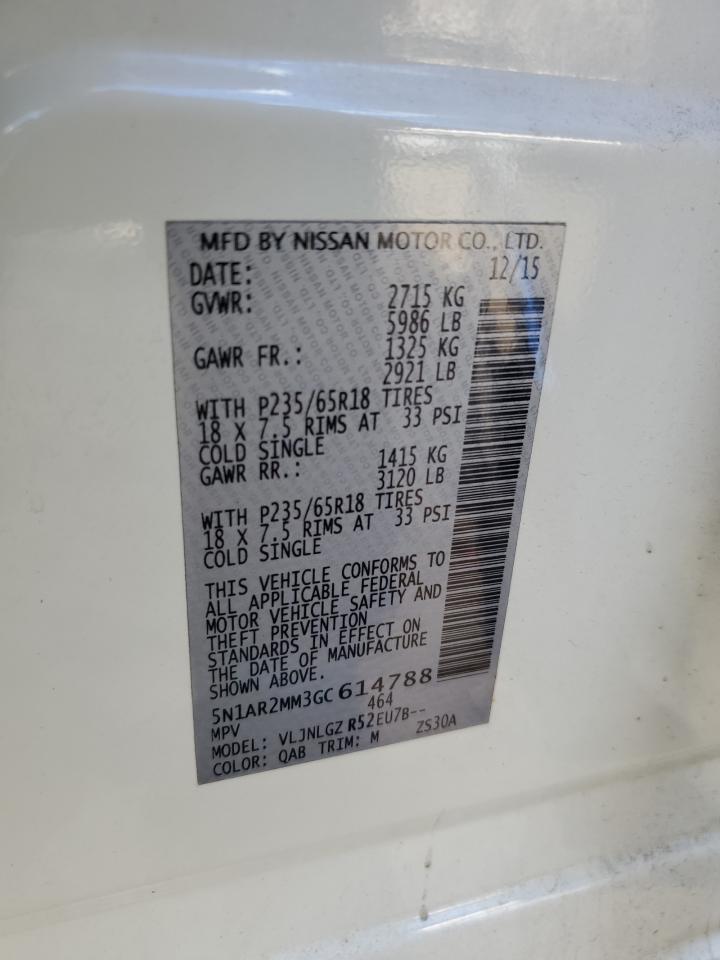 MFD BY NISSAN MOTOR CO., LTD.
DATE: 12/15
GVWR: 2715 KG
5986 LB
GAWR FR.: 1325 KG
2921 LB
WITH P235/65R18 TIRES
18 X 7.5 RIMS AT 33 PSI
COLD SINGLE
GAWR RR.: 1415 KG
3120 LB
WITH P235/65R18 TIRES
18 X 7.5 RIMS AT 33 PSI
COLD SINGLE
THIS VEHICLE CONFORMS TO
ALL APPLICABLE FEDERAL
MOTOR VEHICLE SAFETY AND
THEFT PREVENTION
STANDARDS IN EFFECT ON
THE DATE OF MANUFACTURE
SHOWN ABOVE.
5N1AR2MM3GC614788
MPV 464
MODEL: VLJNLGZ R52EU7B-- ZS30A
COLOR: QAB TRIM: M